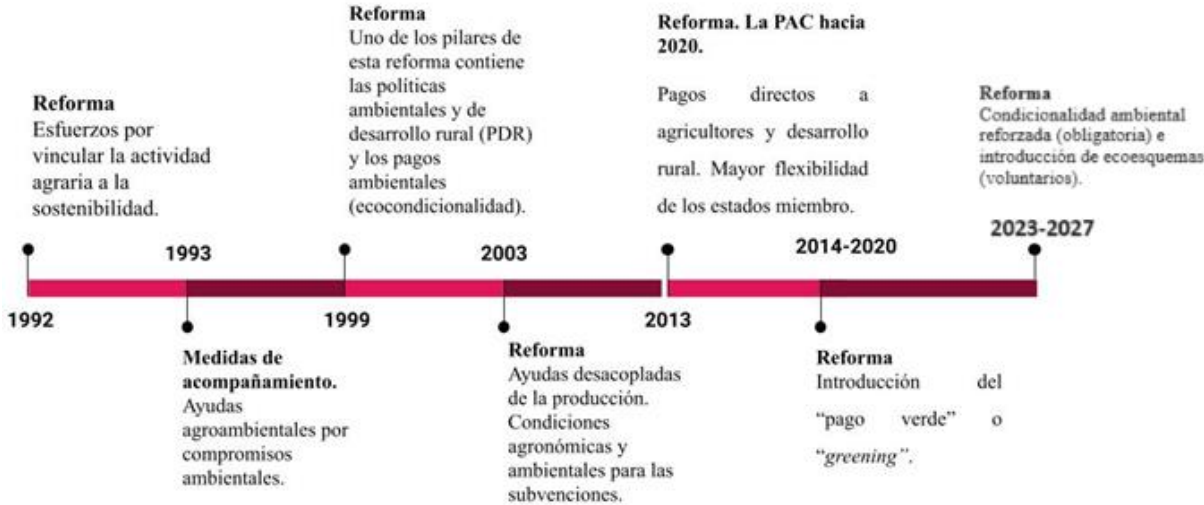 Reforma
Esfuerzos por
vincular la actividad
agraria a la
sostenibilidad.
Reforma
Uno de los pilares de
esta reforma contiene
las políticas
ambientales y de
desarrollo rural (PDR)
y los pagos
ambientales
(ecocondicionalidad).
Reforma. La PAC hacia
2020.
Pagos directos a
agricultores y desarrollo
rural. Mayor flexibilidad
de los estados miembro.
Reforma
Condicionalidad ambiental
reforzada (obligatoria) e
introducción de ecoesquemas
(voluntarios).
1993
2003
2014-2020
2023-2027
1992
1999
2013
Medidas de
acompañamiento.
Ayudas
agroambientales por
compromisos
ambientales.
Reforma
Ayudas desacopladas
de la producción.
Condiciones
agronómicas y
ambientales para las
subvenciones.
Reforma
Introducción del
“pago verde” o
“greening”.